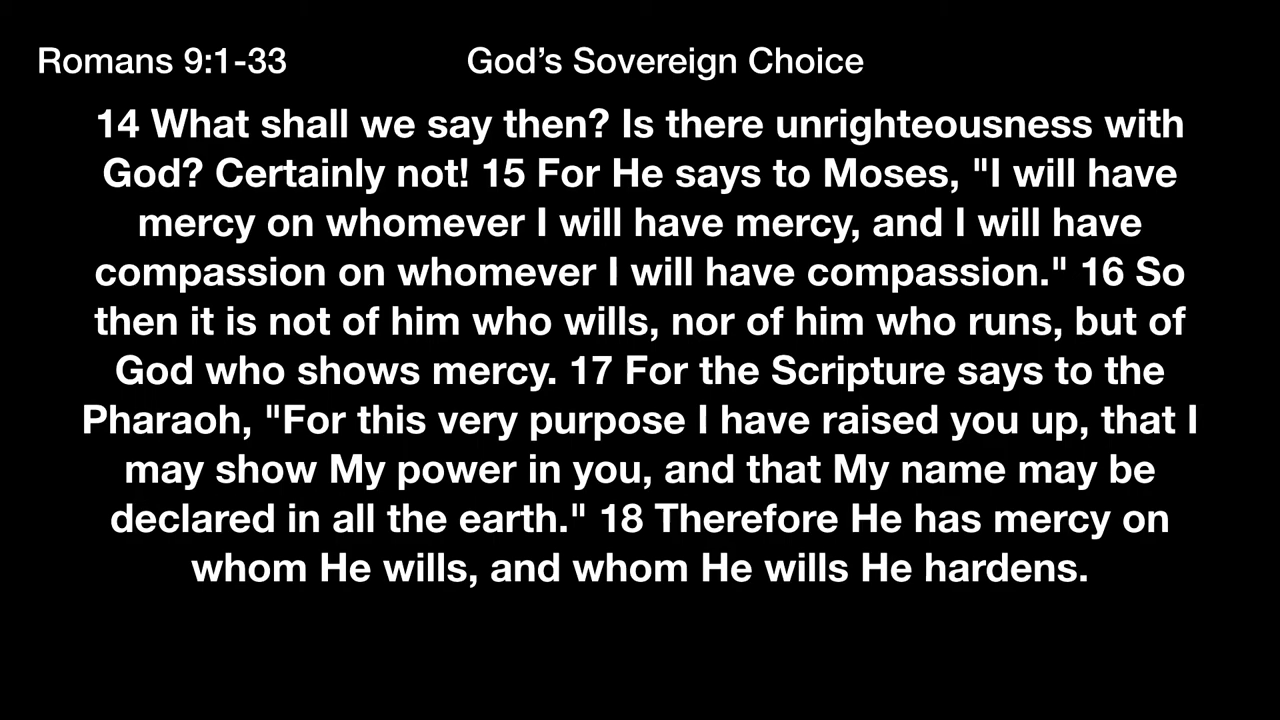 Romans 9:1-33 God’s Sovereign Choice
14 What shall we say then? Is there unrighteousness with
God? Certainly not! 15 For He says to Moses, "I will have
mercy on whomever I will have mercy, and I will have
compassion on whomever I will have compassion." 16 So
then it is not of him who wills, nor of him who runs, but of
God who shows mercy. 17 For the Scripture says to the
Pharaoh, "For this very purpose I have raised you up, that I
may show My power in you, and that My name may be
declared in all the earth." 18 Therefore He has mercy on
whom He wills, and whom He wills He hardens.